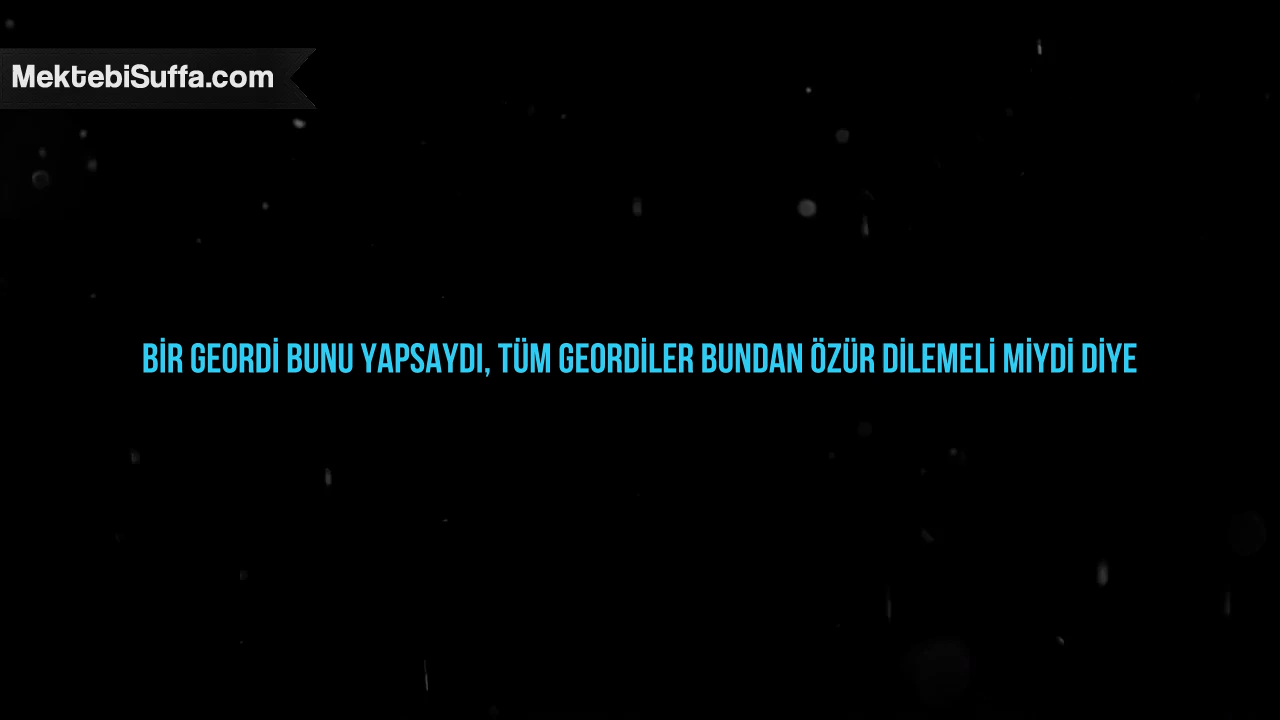 MektebiSuffa.com
BİR GEORDİ BUNU YAPSAYDI, TÜM GEORDİLER BUNDAN ÖZÜR DİLEMELİ MİYDİ DİYE